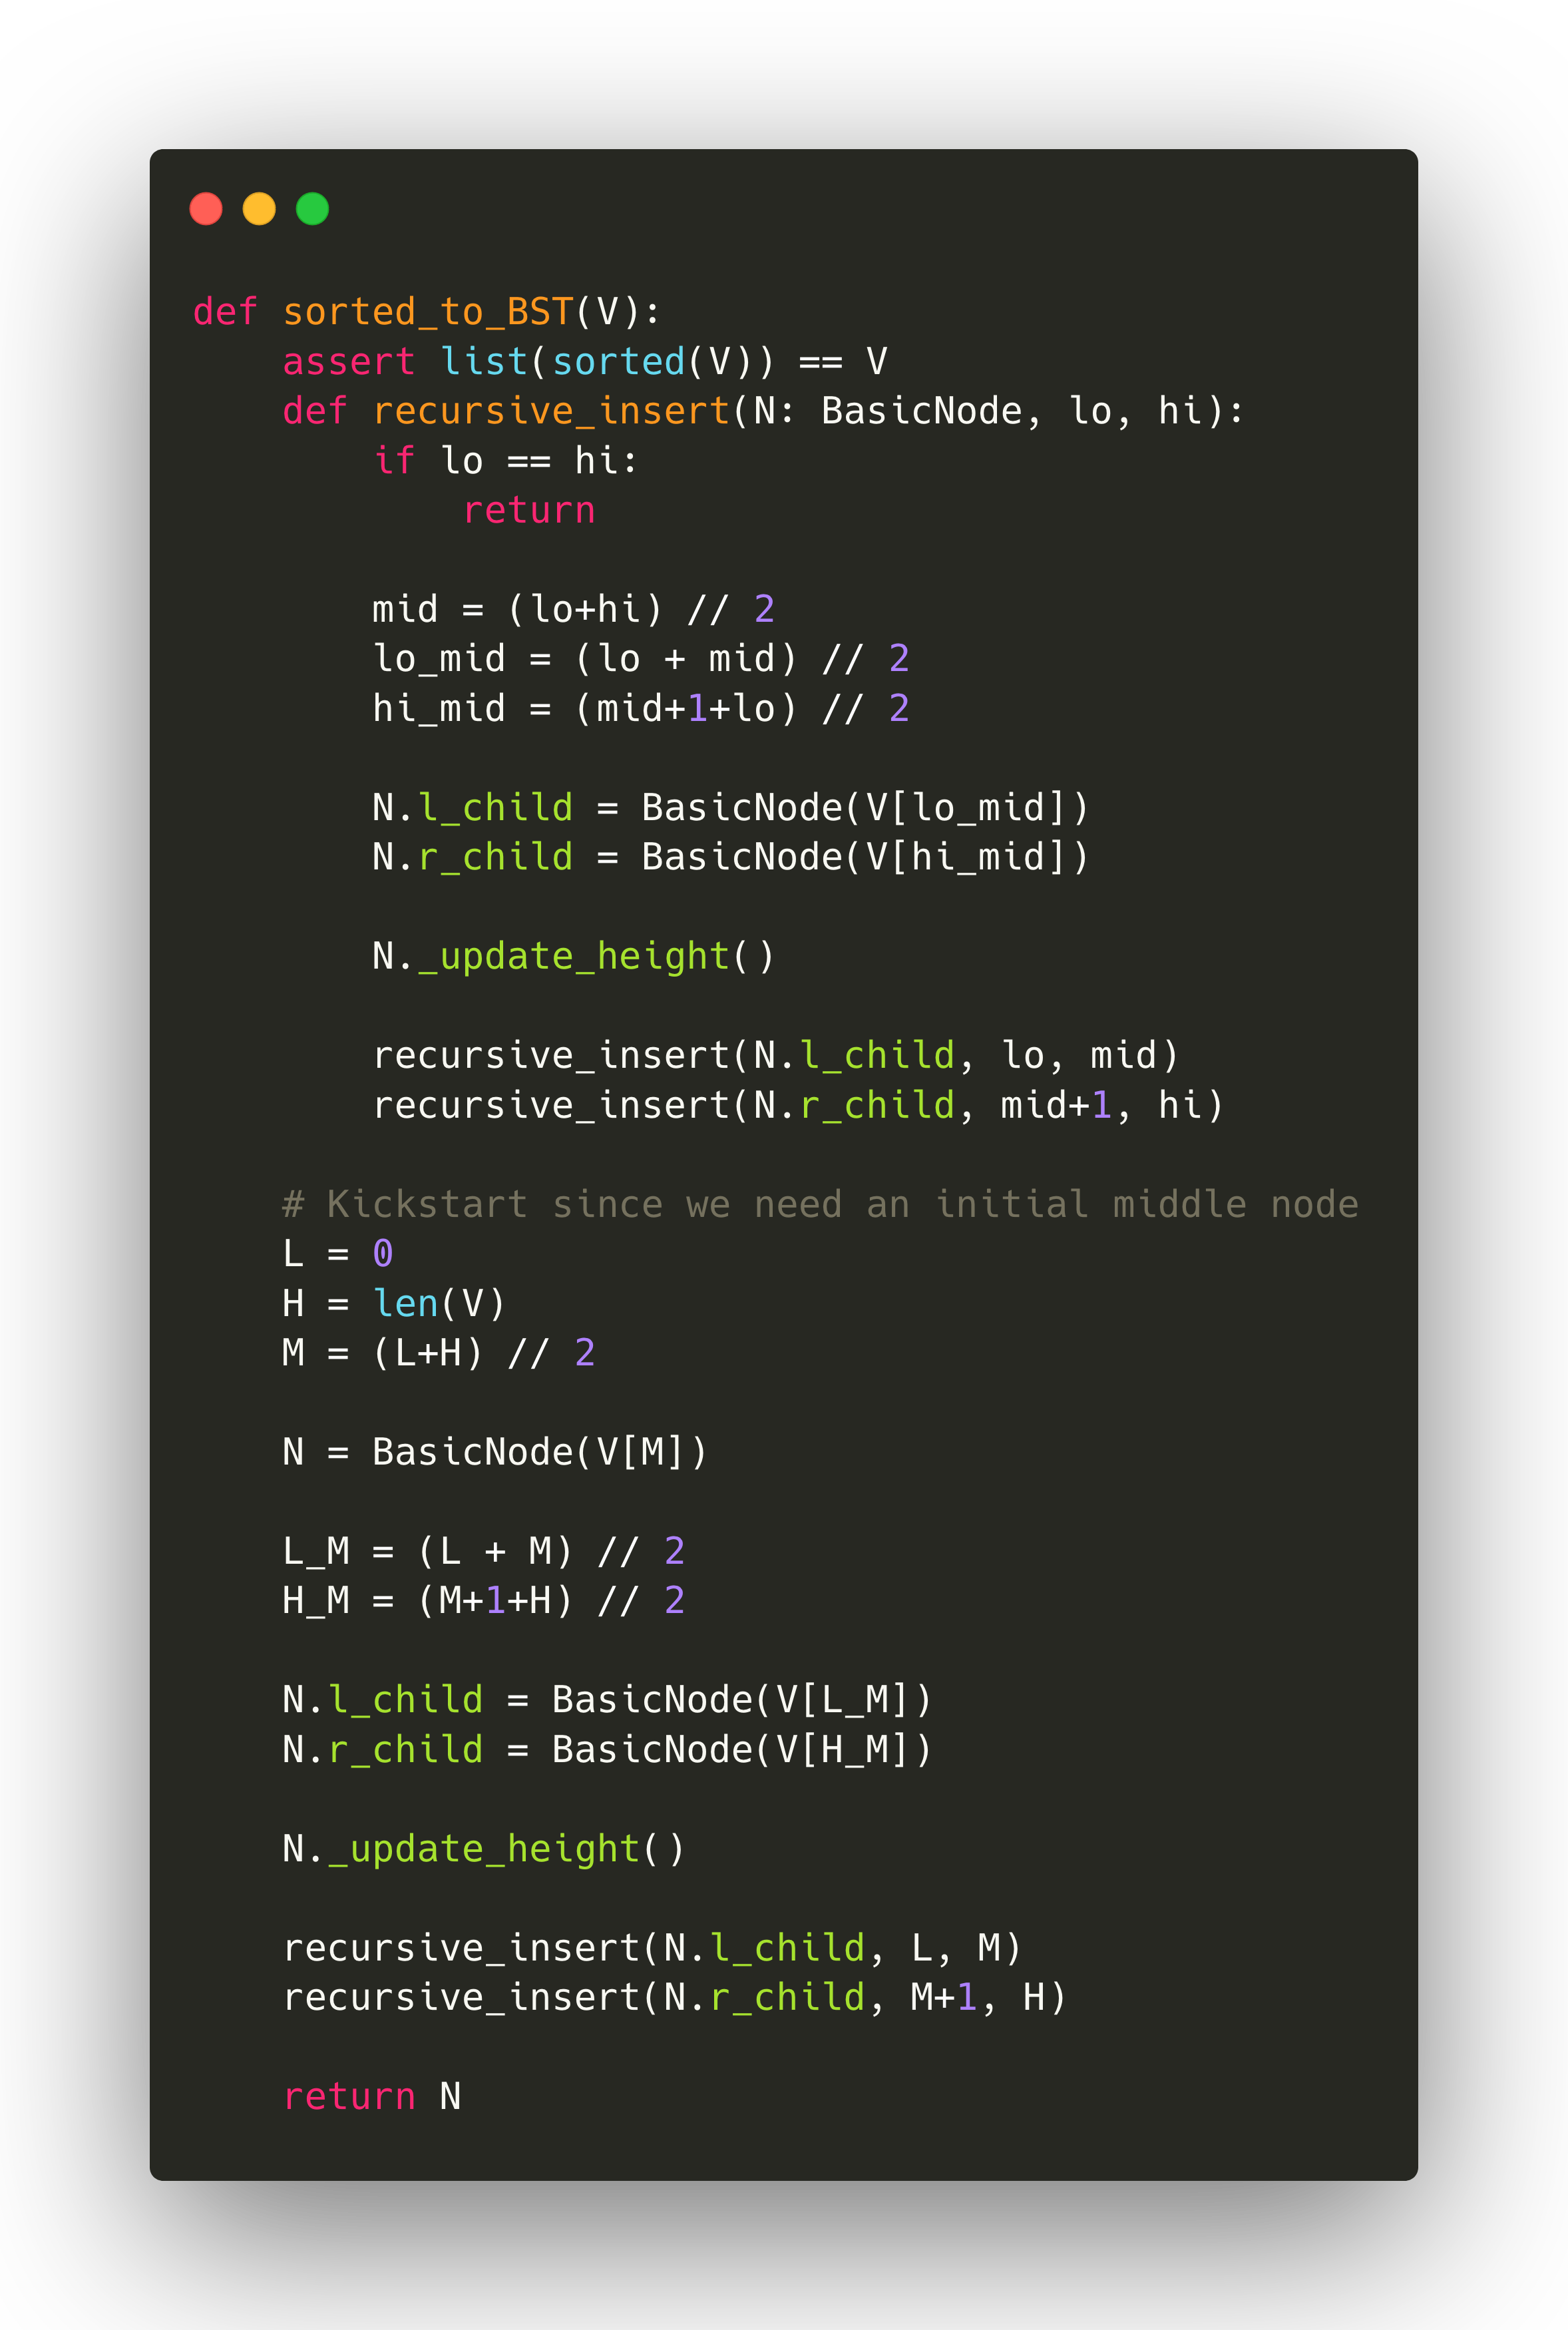 def sorted_to_BST(V):
    assert list(sorted(V)) == V
    def recursive_insert(N: BasicNode, lo, hi):
        if lo == hi:
            return

        mid = (lo+hi) // 2
        lo_mid = (lo + mid) // 2
        hi_mid = (mid+1+lo) // 2

        N.l_child = BasicNode(V[lo_mid])
        N.r_child = BasicNode(V[hi_mid])

        N._update_height()

        recursive_insert(N.l_child, lo, mid)
        recursive_insert(N.r_child, mid+1, hi)

    # Kickstart since we need an initial middle node
    L = 0
    H = len(V)
    M = (L+H) // 2

    N = BasicNode(V[M])

    L_M = (L + M) // 2
    H_M = (M+1+H) // 2

    N.l_child = BasicNode(V[L_M])
    N.r_child = BasicNode(V[H_M])

    N._update_height()

    recursive_insert(N.l_child, L, M)
    recursive_insert(N.r_child, M+1, H)

    return N